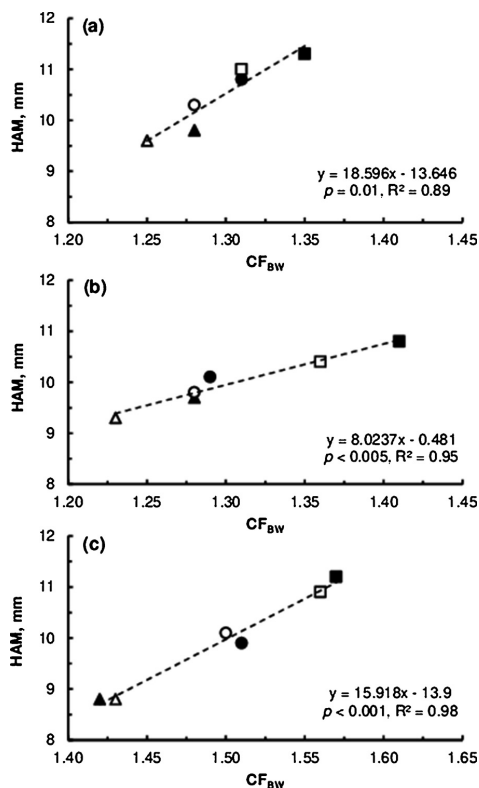 (a)
HAM, mm
12
11
10
9
8
y = 18.596x - 13.646
p = 0.01, R² = 0.89
1.20 1.25 1.30 1.35 1.40 1.45
CF_BW
(b)
HAM, mm
12
11
10
9
8
y = 8.0237x - 0.481
p < 0.005, R² = 0.95
1.20 1.25 1.30 1.35 1.40 1.45
CF_BW
(c)
HAM, mm
12
11
10
9
8
y = 15.918x - 13.9
p < 0.001, R² = 0.98
1.40 1.45 1.50 1.55 1.60 1.65
CF_BW